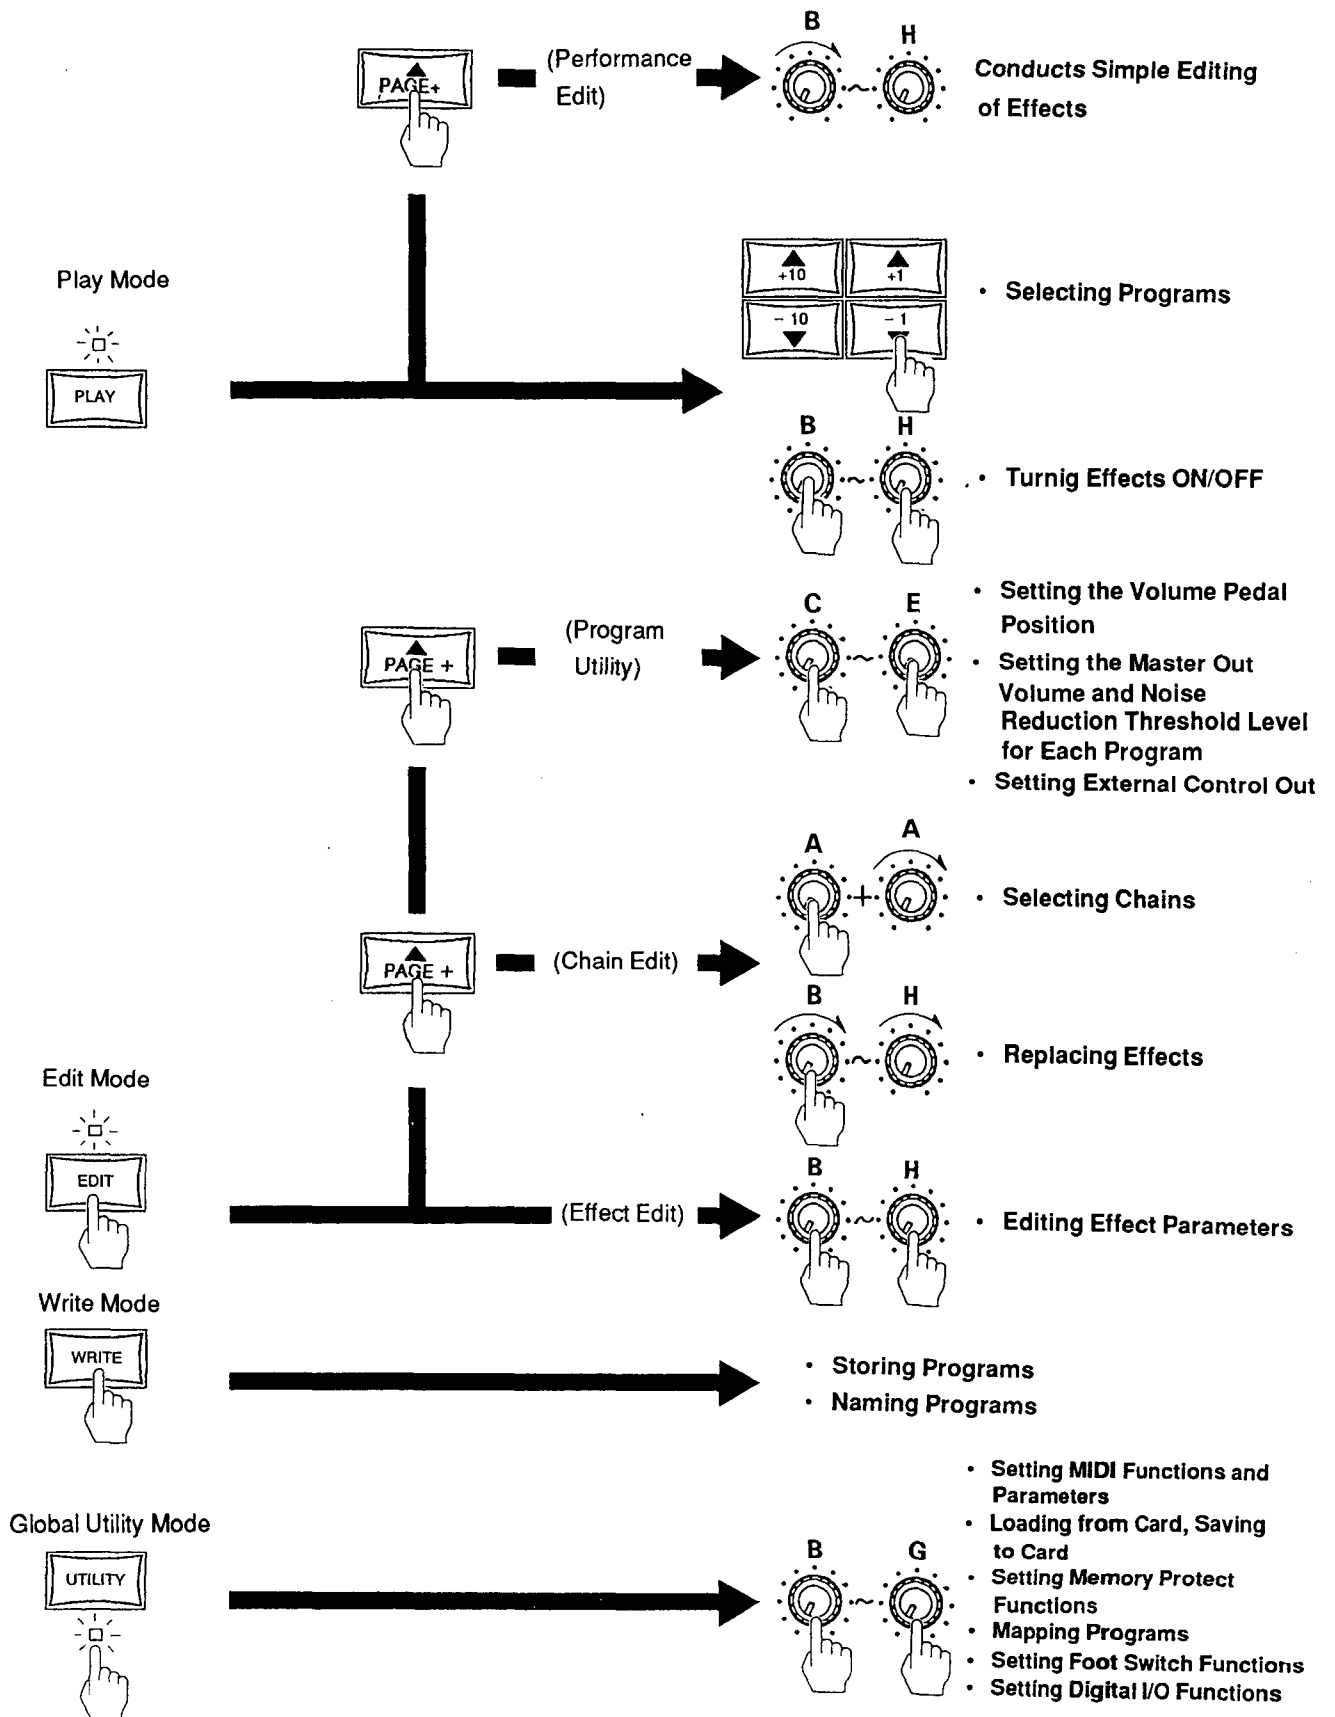 B
H
PAGE+
(Performance
Edit)
Conducts Simple Editing
of Effects
Play Mode
PLAY
+10
+1
- 10
- 1
• Selecting Programs
B
H
~
• Turnig Effects ON/OFF
PAGE +
(Program
Utility)
C
E
~
• Setting the Volume Pedal
Position
• Setting the Master Out
Volume and Noise
Reduction Threshold Level
for Each Program
• Setting External Control Out
PAGE +
(Chain Edit)
A
A
+
• Selecting Chains
B
H
~
• Replacing Effects
Edit Mode
EDIT
(Effect Edit)
B
H
~
• Editing Effect Parameters
Write Mode
WRITE
• Storing Programs
• Naming Programs
Global Utility Mode
UTILITY
B
G
~
• Setting MIDI Functions and
Parameters
• Loading from Card, Saving
to Card
• Setting Memory Protect
Functions
• Mapping Programs
• Setting Foot Switch Functions
• Setting Digital I/O Functions